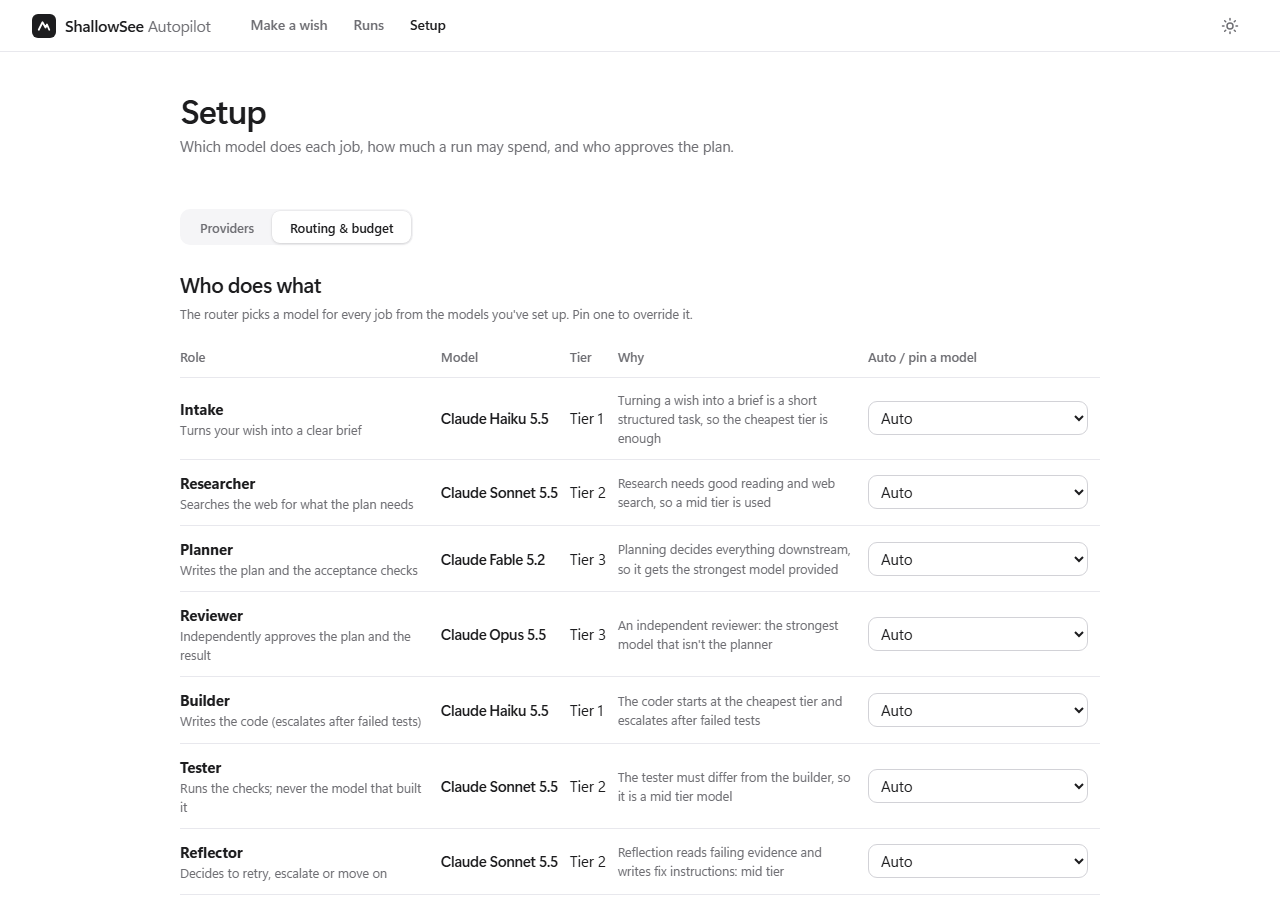 ShallowSee Autopilot
Make a wish
Runs
Setup
Setup
Which model does each job, how much a run may spend, and who approves the plan.
Providers
Routing & budget
Who does what
The router picks a model for every job from the models you've set up. Pin one to override it.
Role
Model
Tier
Why
Auto / pin a model
Intake
Turns your wish into a clear brief
Claude Haiku 5.5
Tier 1
Turning a wish into a brief is a short
structured task, so the cheapest tier is
enough
Auto
Researcher
Searches the web for what the plan needs
Claude Sonnet 5.5
Tier 2
Research needs good reading and web
search, so a mid tier is used
Auto
Planner
Writes the plan and the acceptance checks
Claude Fable 5.2
Tier 3
Planning decides everything downstream,
so it gets the strongest model provided
Auto
Reviewer
Independently approves the plan and the
result
Claude Opus 5.5
Tier 3
An independent reviewer: the strongest
model that isn't the planner
Auto
Builder
Writes the code (escalates after failed tests)
Claude Haiku 5.5
Tier 1
The coder starts at the cheapest tier and
escalates after failed tests
Auto
Tester
Runs the checks; never the model that built
it
Claude Sonnet 5.5
Tier 2
The tester must differ from the builder, so
it is a mid tier model
Auto
Reflector
Decides to retry, escalate or move on
Claude Sonnet 5.5
Tier 2
Reflection reads failing evidence and
writes fix instructions: mid tier
Auto